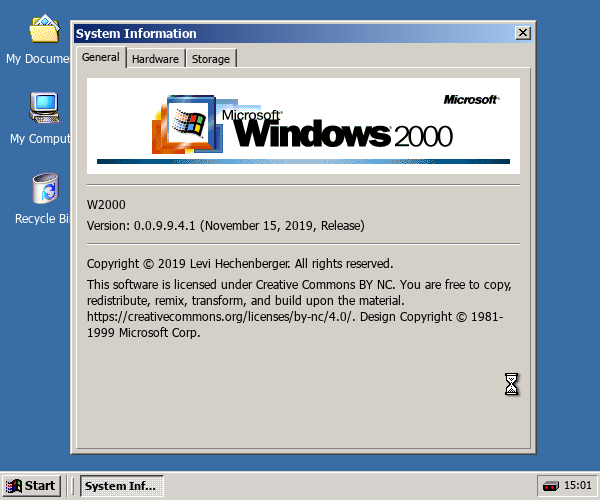 My Docume
My Comput
Recycle Bi
System Information
General
Hardware
Storage
Microsoft
Microsoft
Windows 2000
W2000
Version: 0.0.9.9.4.1 (November 15, 2019, Release)
Copyright © 2019 Levi Hechenberger. All rights reserved.
This software is licensed under Creative Commons BY NC. You are free to copy,
redistribute, remix, transform, and build upon the material.
https://creativecommons.org/licenses/by-nc/4.0/. Design Copyright © 1981-
1999 Microsoft Corp.
Start
System Inf...
15:01